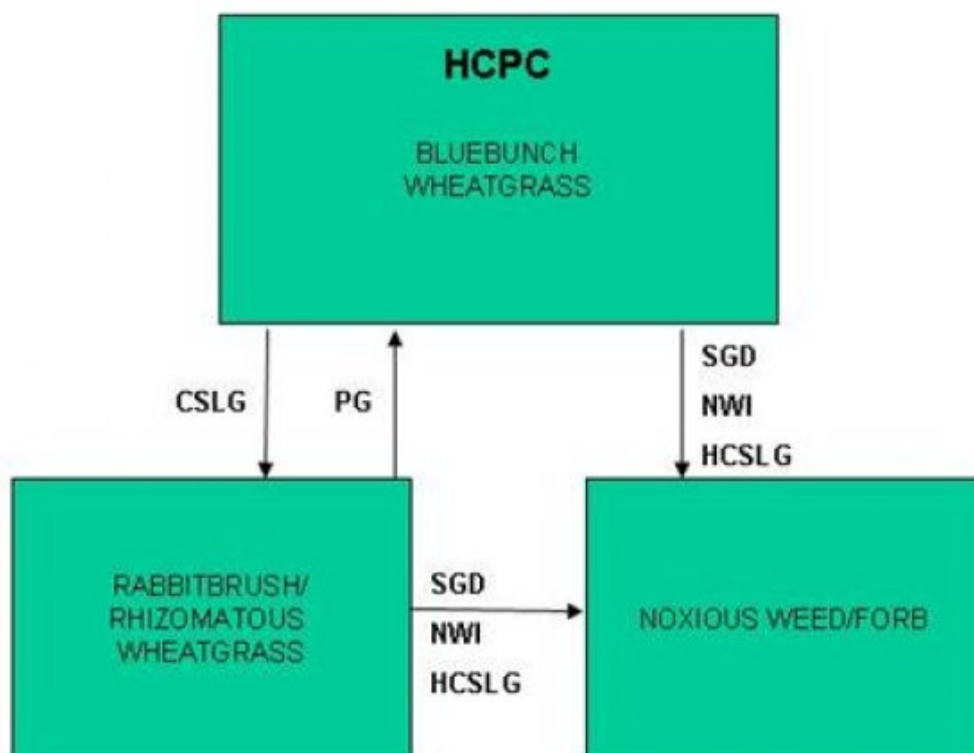 HCPC
BLUEBUNCH
WHEATGRASS
CSLG
PG
SGD
NWI
HCSLG
RABBITBRUSH/
RHIZOMATOUS
WHEATGRASS
SGD
NWI
HCSLG
NOXIOUS WEED/FORB